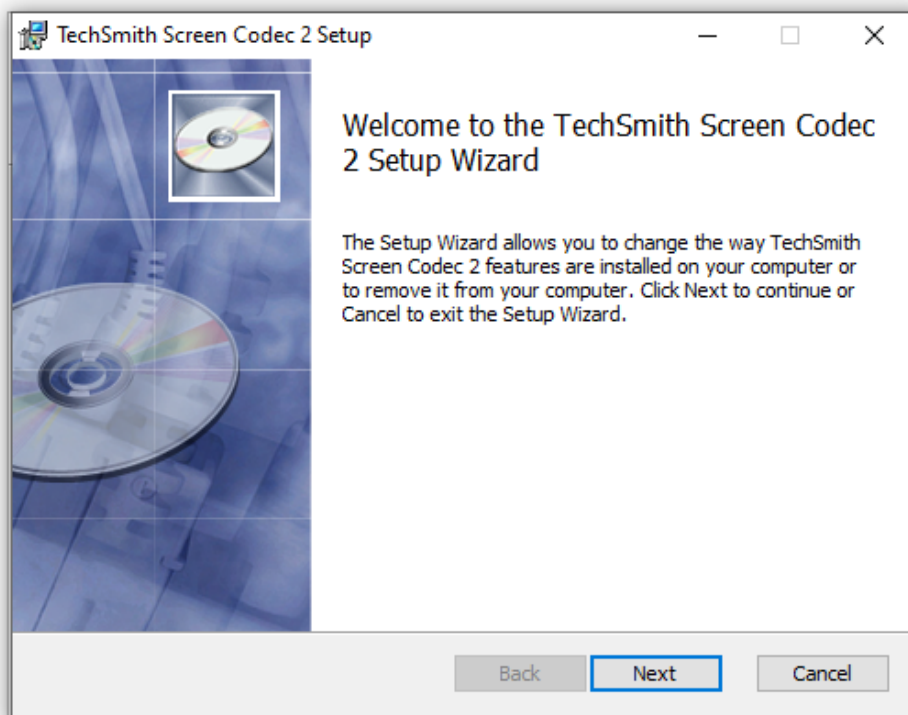 TechSmith Screen Codec 2 Setup
Welcome to the TechSmith Screen Codec
2 Setup Wizard
The Setup Wizard allows you to change the way TechSmith
Screen Codec 2 features are installed on your computer or
to remove it from your computer. Click Next to continue or
Cancel to exit the Setup Wizard.
Back Next Cancel